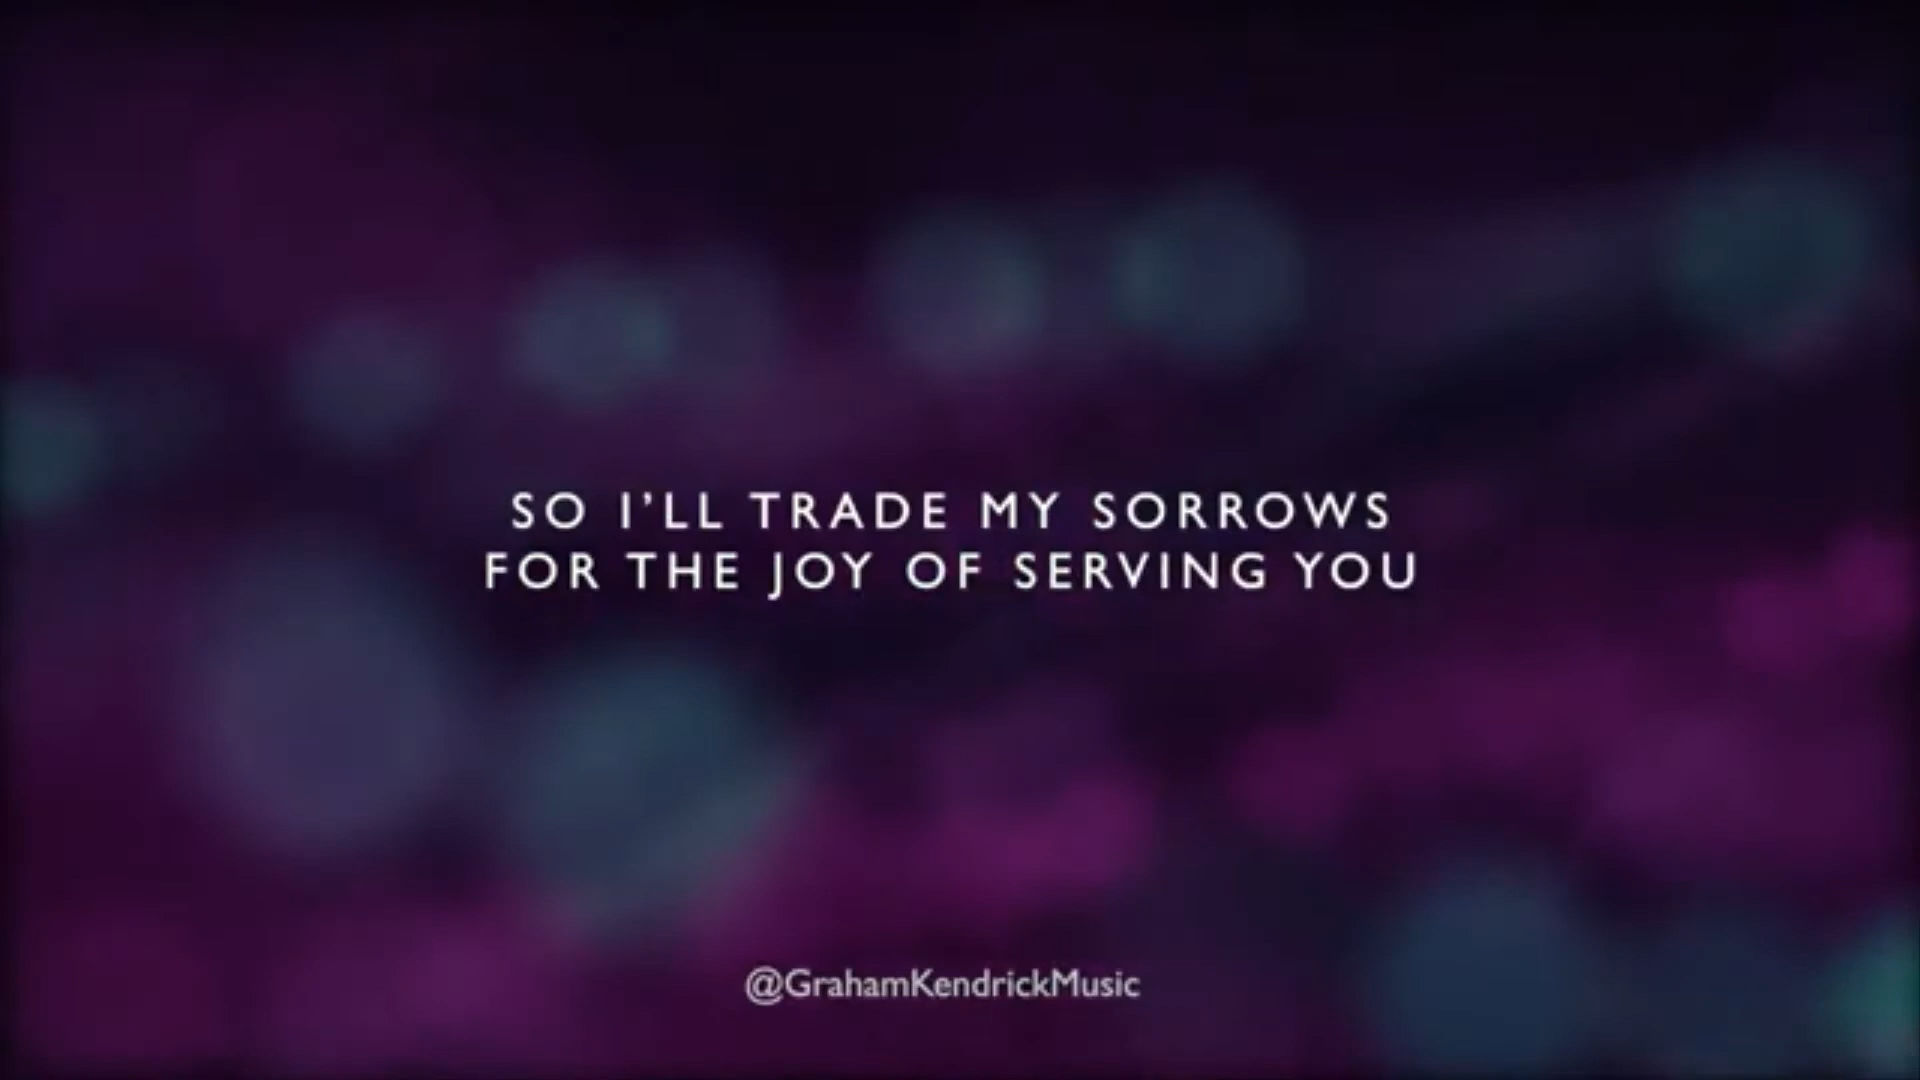 SO I’LL TRADE MY SORROWS
FOR THE JOY OF SERVING YOU
@GrahamKendrickMusic